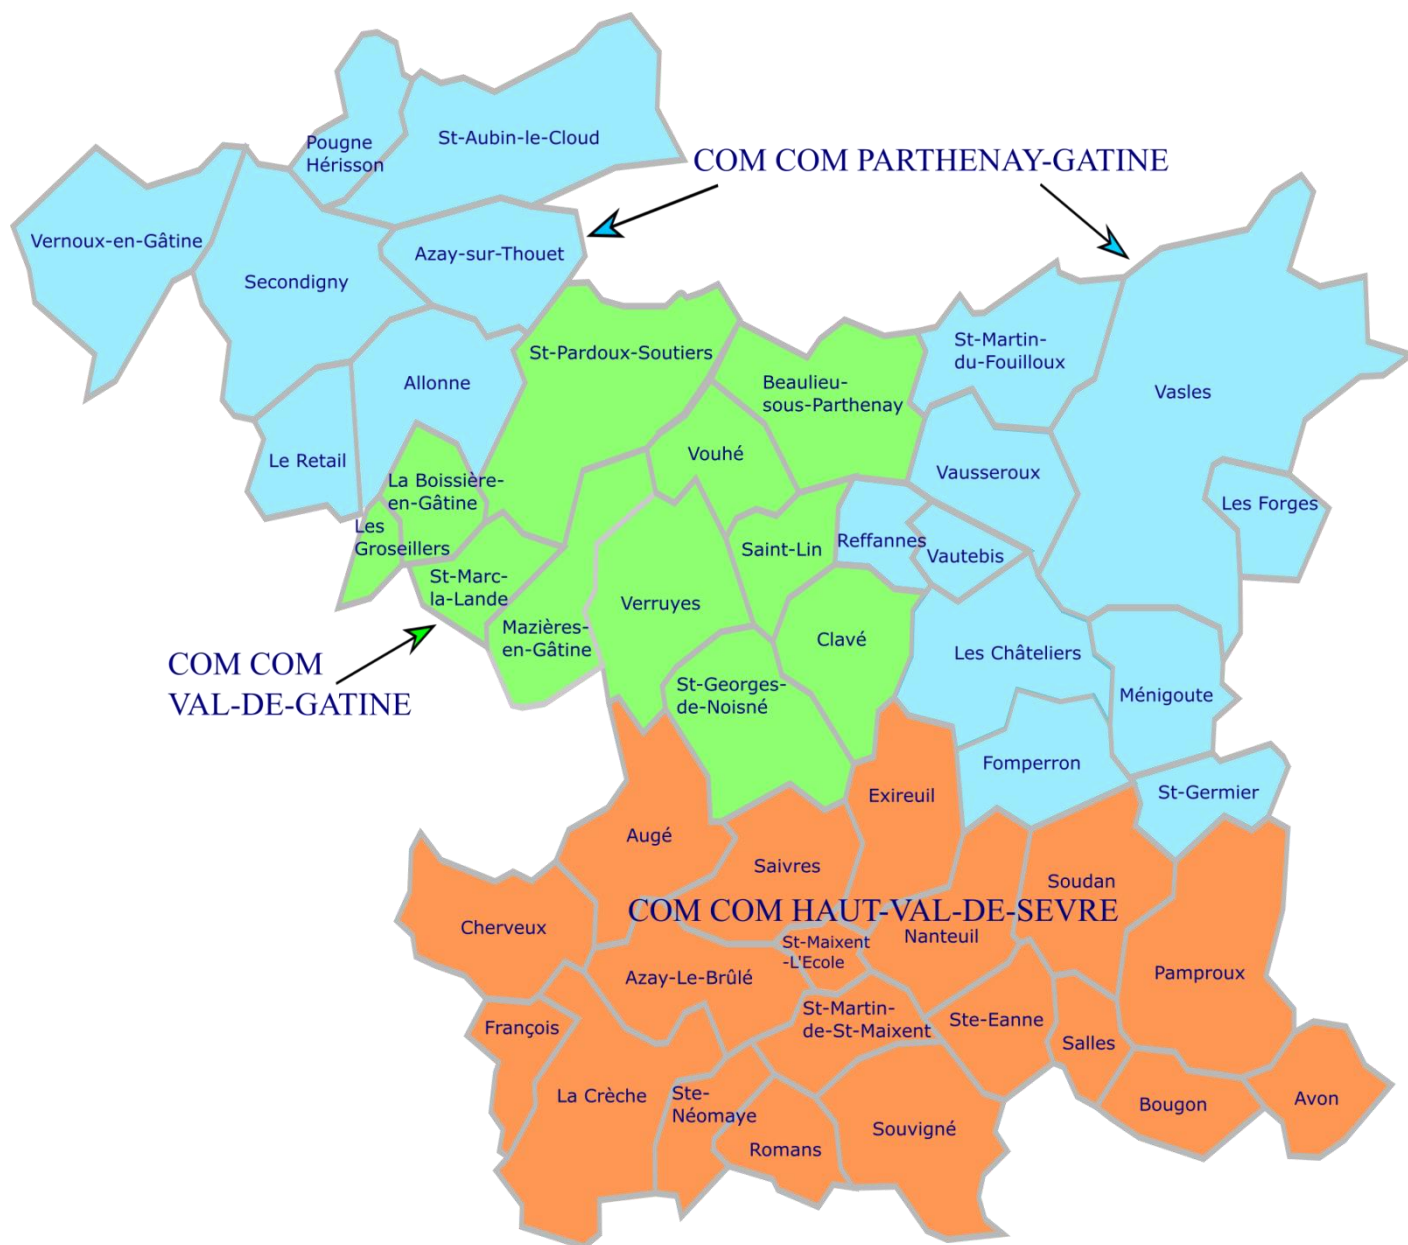 Pougne
Hérisson
St-Aubin-le-Cloud
COM COM PARTHENAY-GATINE
Vernoux-en-Gâtine
Secondigny
Azay-sur-Thouet
St-Pardoux-Soutiers
St-Martin-
du-Fouilloux
Allonne
Beaulieu-
sous-Parthenay
Vasles
Le Retail
Vouhé
Vausseroux
La Boissière-
en-Gâtine
Les Forges
Les
Groseillers
Saint-Lin
Reffannes
Vautebis
St-Marc-
la-Lande
Verruyes
Mazières-
en-Gâtine
Clavé
Les Châteliers
COM COM
VAL-DE-GATINE
St-Georges-
de-Noisné
Ménigoute
Fomperron
St-Germier
Exireuil
Augé
Saivres
Soudan
COM COM HAUT-VAL-DE-SEVRE
Cherveux
Nanteuil
St-Maixent
-L'Ecole
Azay-Le-Brûlé
Pamproux
François
St-Martin-
de-St-Maixent
Ste-Eanne
Salles
La Crèche
Ste-
Néomaye
Bougon
Avon
Souvigné
Romans